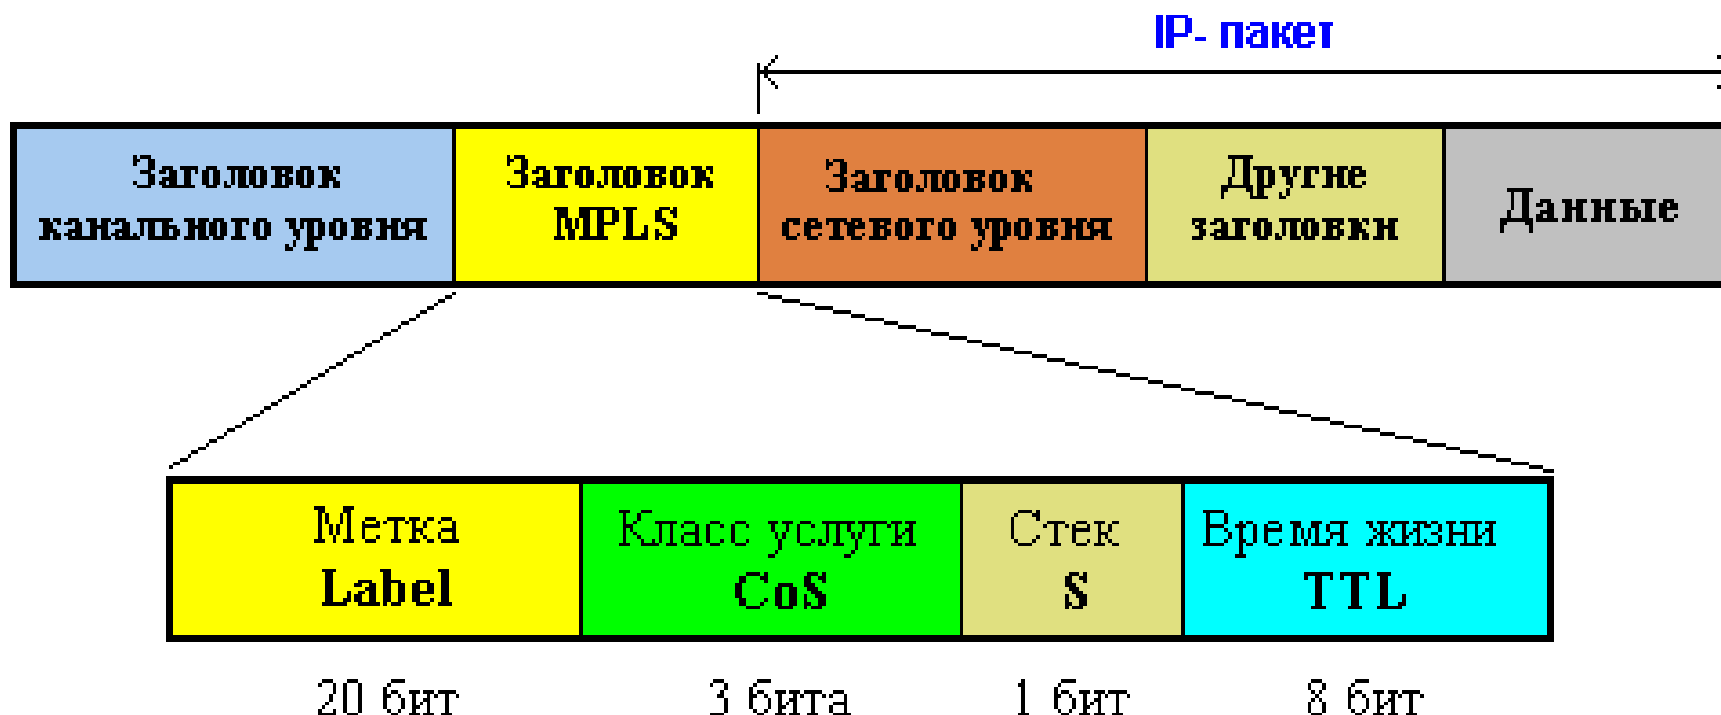 IP- пакет
Заголовок
канального уровня
Заголовок
MPLS
Заголовок
сетевого уровня
Другие
заголовки
Данные
Метка
Label
Класс услуги
CoS
Стек
S
Время жизни
TTL
20 бит
3 бита
1 бит
8 бит